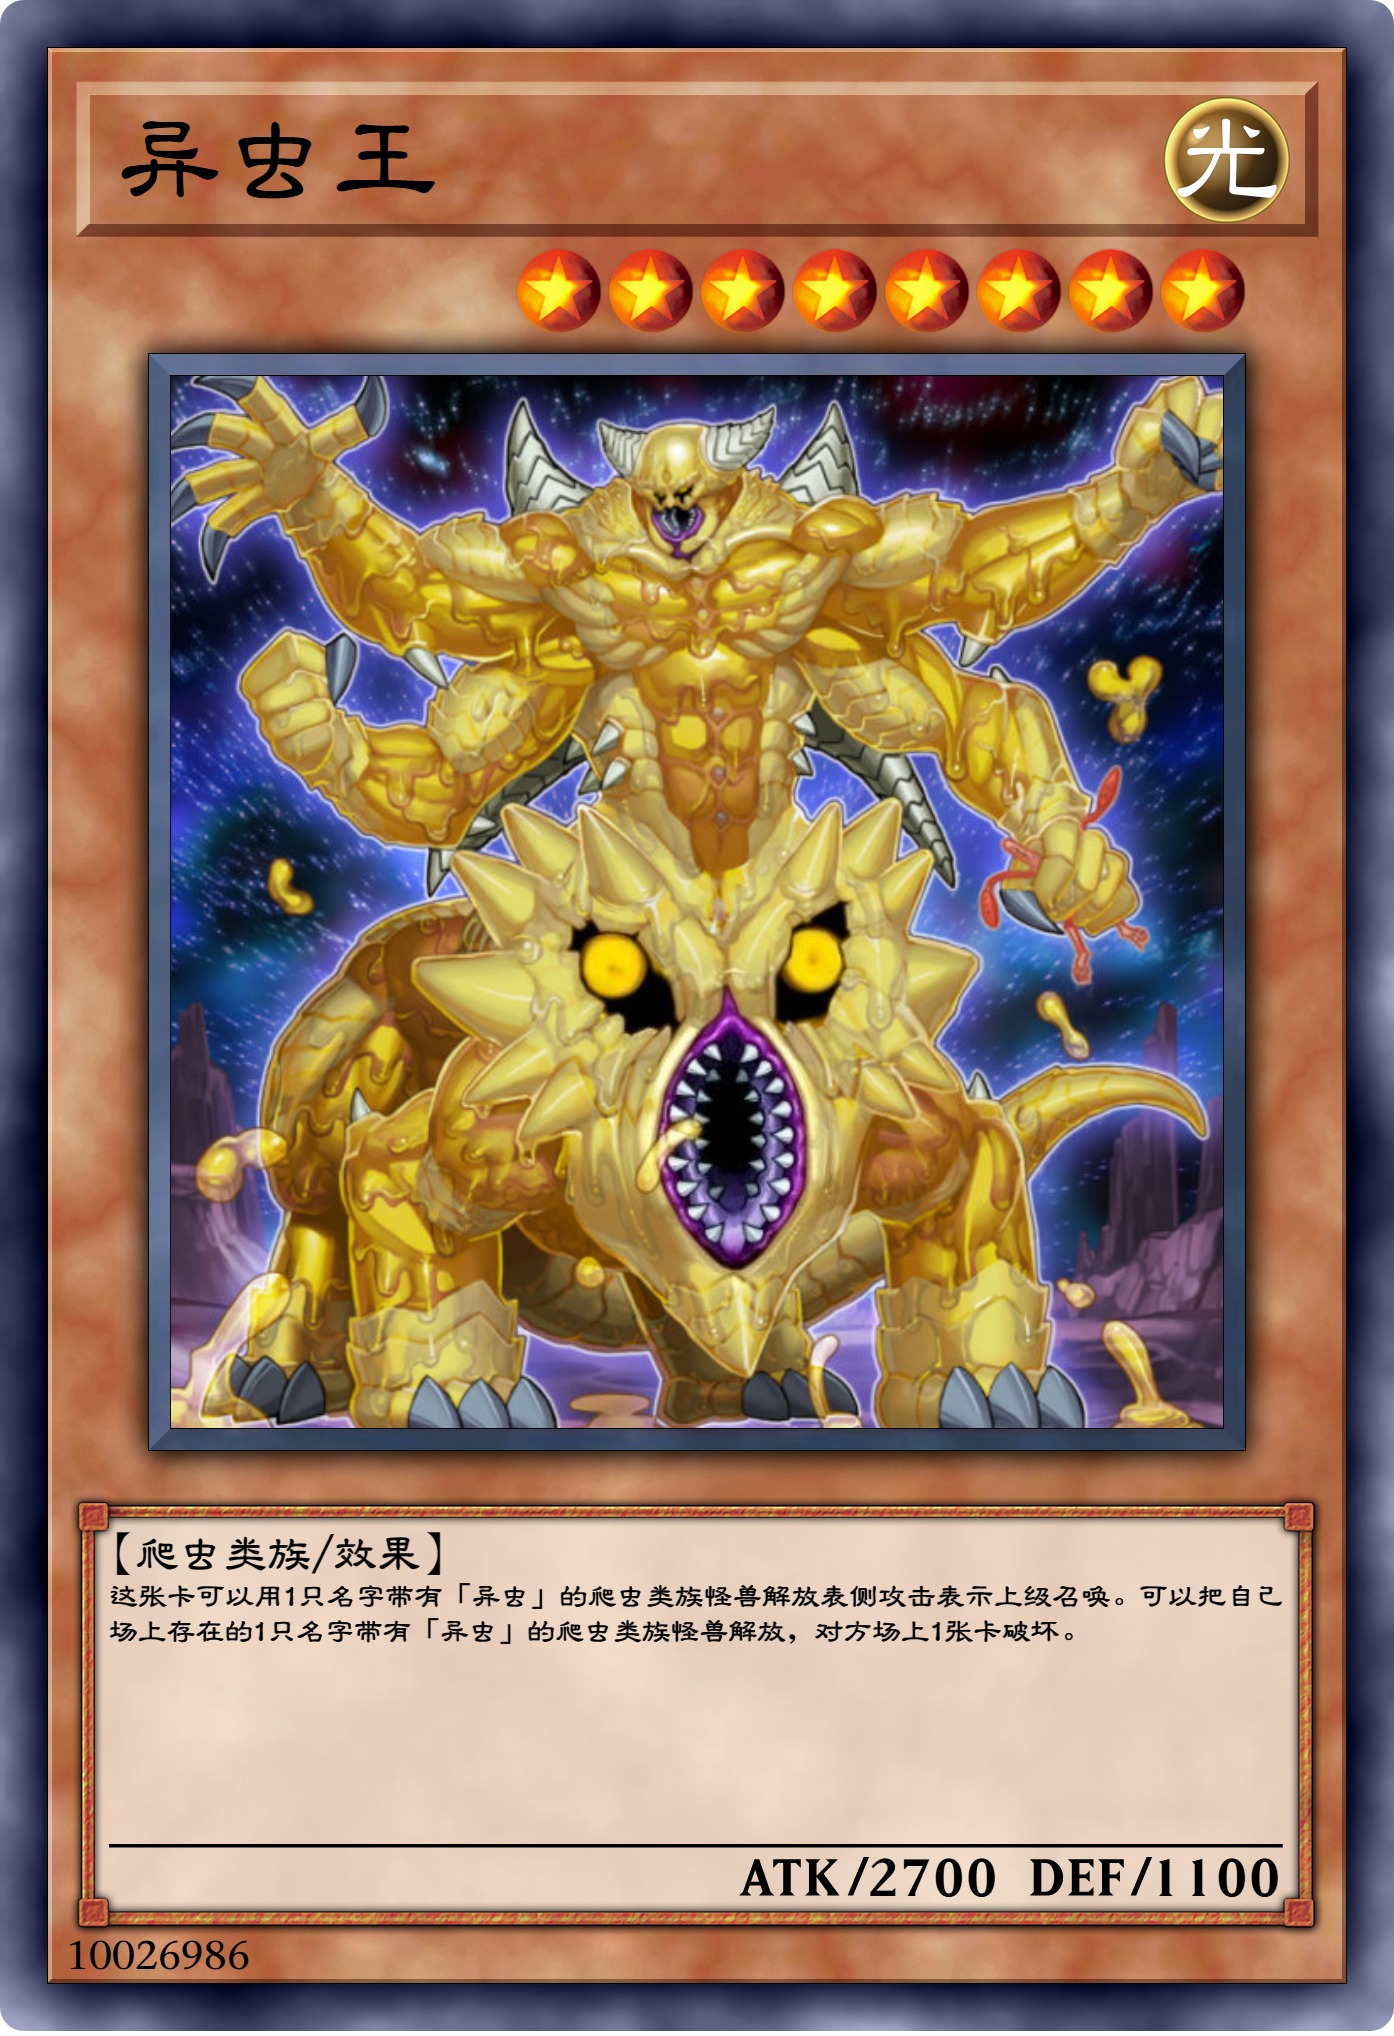 异虫王
光
【爬虫类族/效果】
这张卡可以用1只名字带有「异虫」的爬虫类族怪兽解放表侧攻击表示上级召唤。可以把自己
场上存在的1只名字带有「异虫」的爬虫类族怪兽解放，对方场上1张卡破坏。
ATK/2700 DEF/1100
10026986